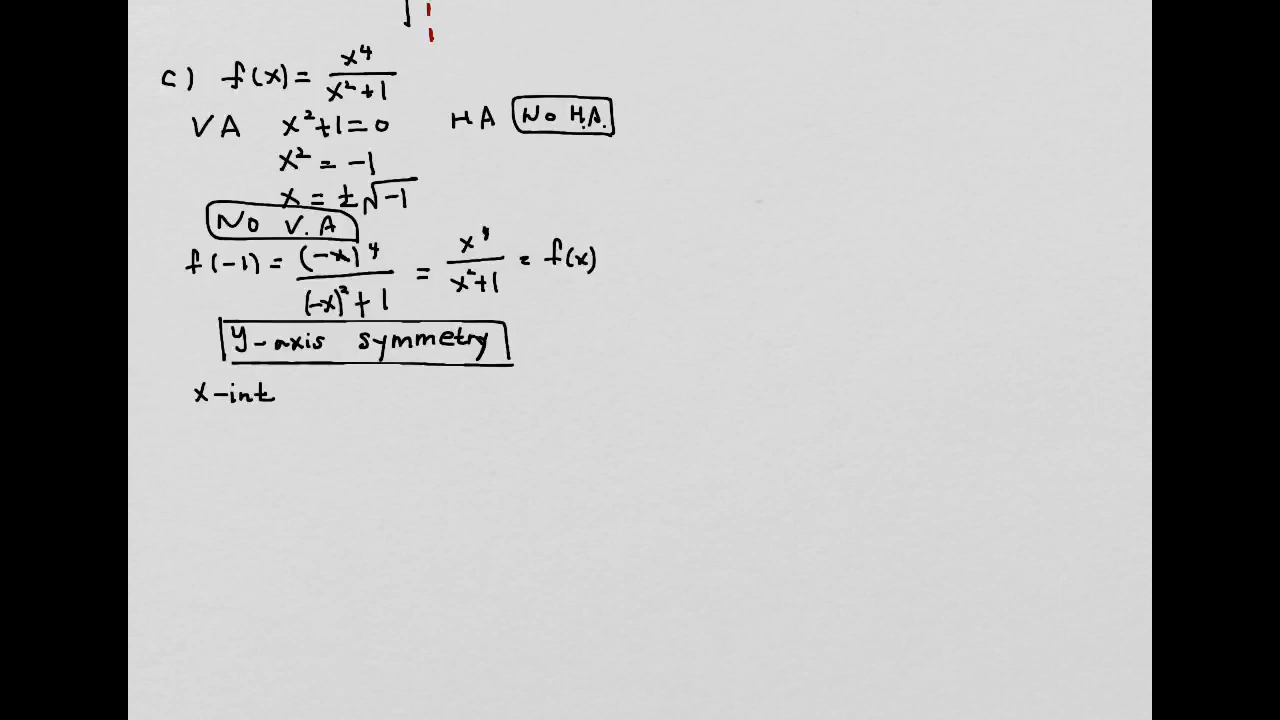 c) f(x) = x⁴/(x²+1)
VA x²+1=0 HA No H.A.
x² = -1
x = ±√-1
No V.A
f(-1) = (-x)⁴/((-x)²+1) = x⁴/(x²+1) = f(x)
y-axis symmetry
x-int